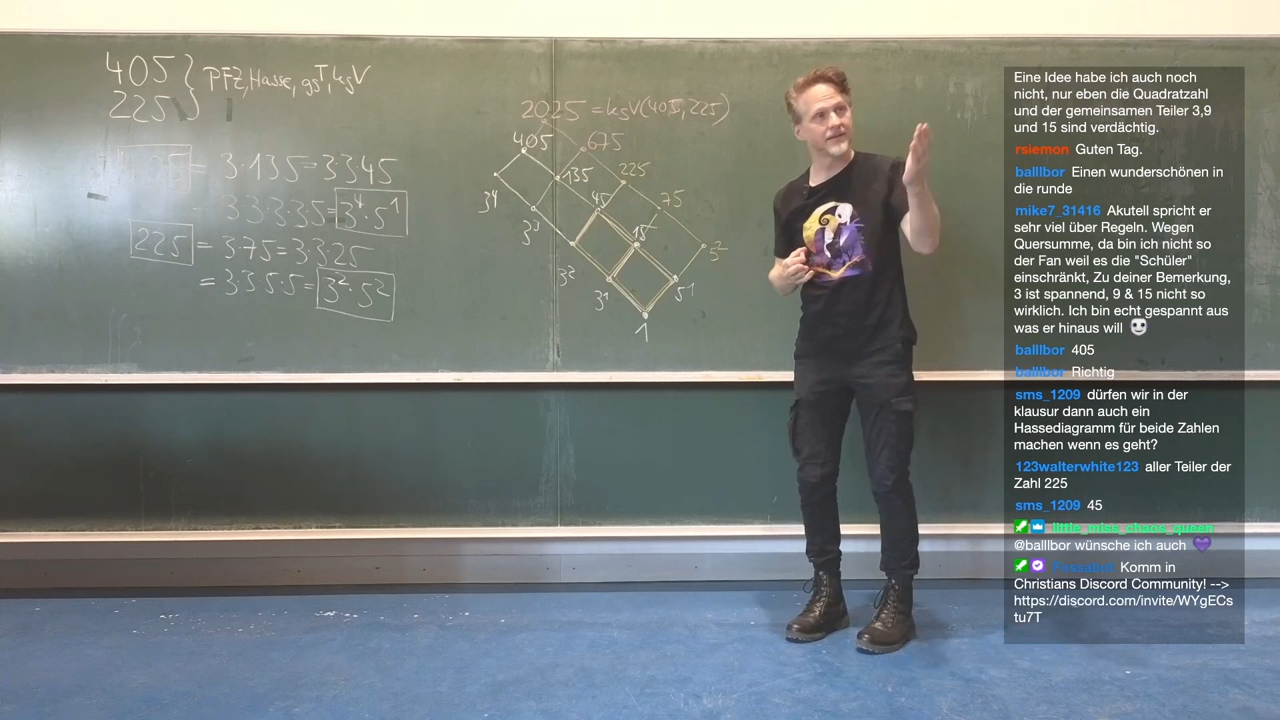 405
225 } PFZ, Hasse, ggT, kgV
= 3·135=3·3·45
= 3·3·3·3·5=3⁴·5¹
225 = 3·75=3·3·25
= 3·3·5·5=3²·5²
2025=kgV(405,225)
405
675
135
225
3⁴
45
75
3³
15
5²
3²
3¹
5¹
1
Eine Idee habe ich auch noch
nicht, nur eben die Quadratzahl
und der gemeinsamen Teiler 3,9
und 15 sind verdächtig.
rsiemon Guten Tag.
balllbor Einen wunderschönen in
die runde
mike7_31416 Akutell spricht er
sehr viel über Regeln. Wegen
Quersumme, da bin ich nicht so
der Fan weil es die "Schüler"
einschränkt, Zu deiner Bemerkung,
3 ist spannend, 9 & 15 nicht so
wirklich. Ich bin echt gespannt aus
was er hinaus will
balllbor 405
balllbor Richtig
sms_1209 dürfen wir in der
klausur dann auch ein
Hassediagramm für beide Zahlen
machen wenn es geht?
123walterwhite123 aller Teiler der
Zahl 225
sms_1209 45
little_miss_chaos_queen
@balllbor wünsche ich auch 💜
Komm in
Christians Discord Community! -->
https://discord.com/invite/WYgECs
tu7T